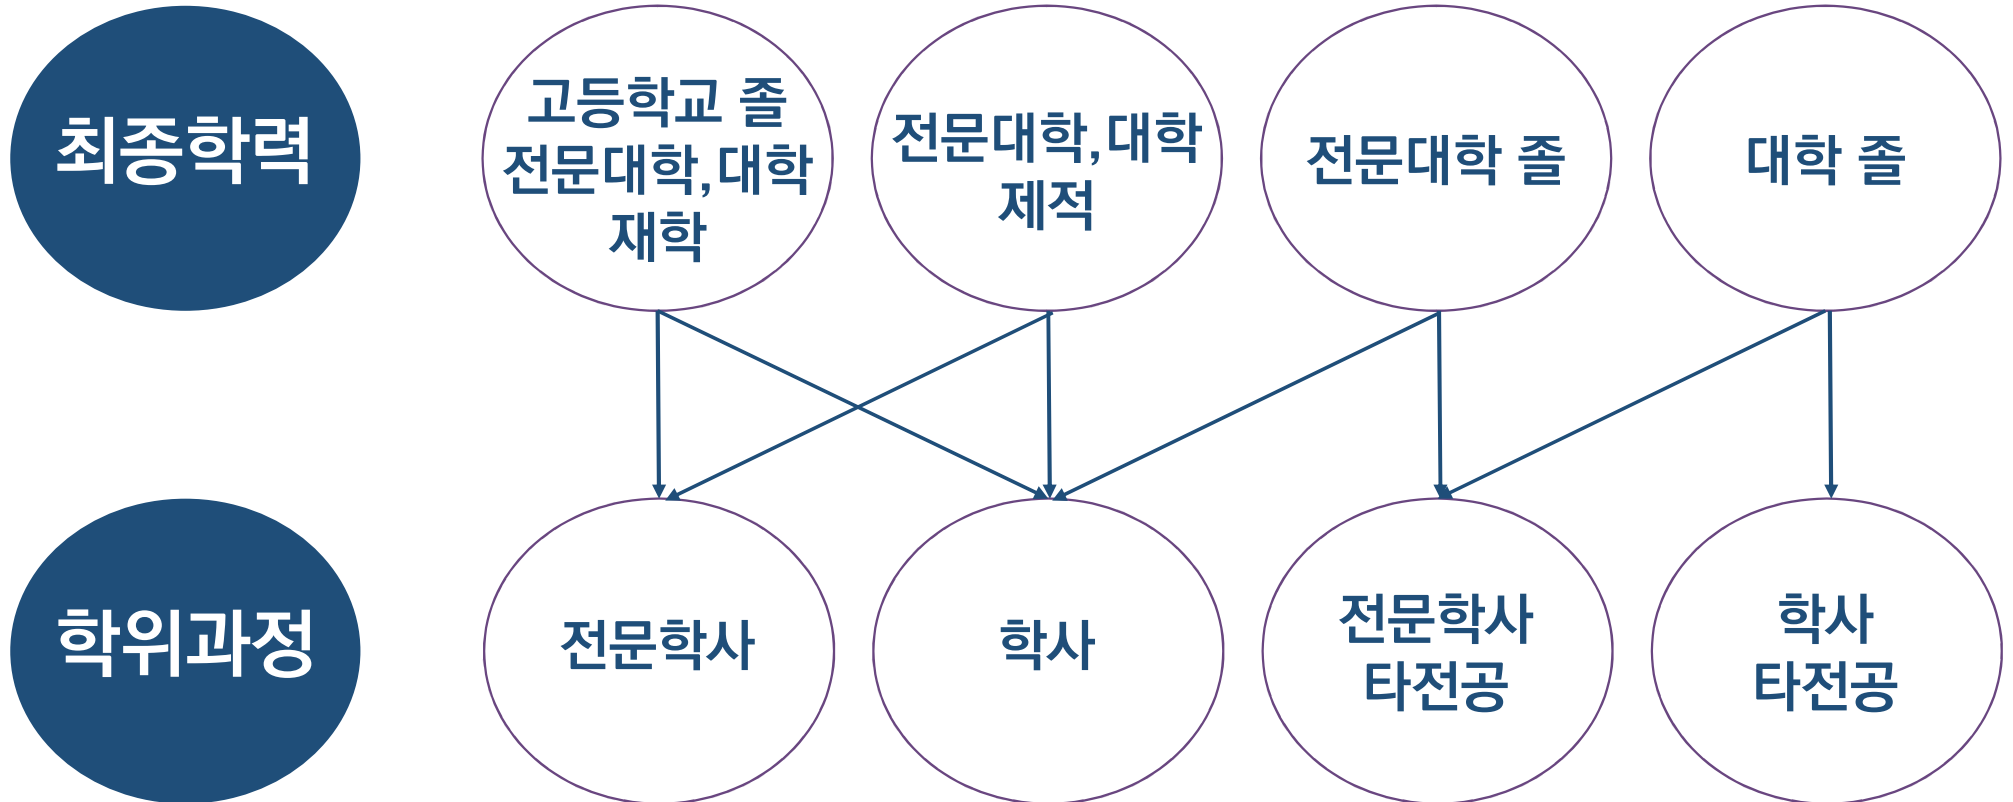 최종학력
고등학교 졸
전문대학, 대학
재학
전문대학, 대학
제적
전문대학 졸
대학 졸
학위과정
전문학사
학사
전문학사
타전공
학사
타전공